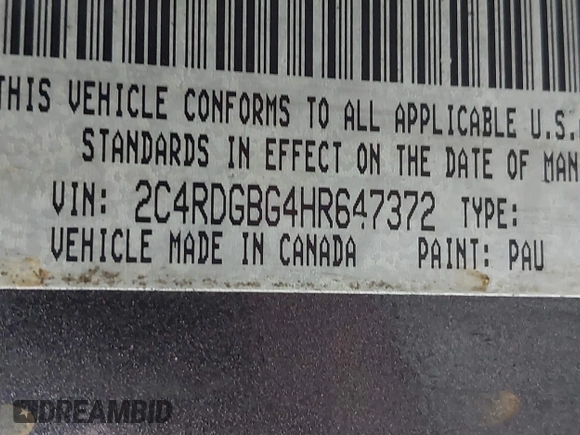 THIS VEHICLE CONFORMS TO ALL APPLICABLE U.S.
STANDARDS IN EFFECT ON THE DATE OF MAN
VIN: 2C4RDGBG4HR647372 TYPE:
VEHICLE MADE IN CANADA PAINT: PAU
DREAMBID